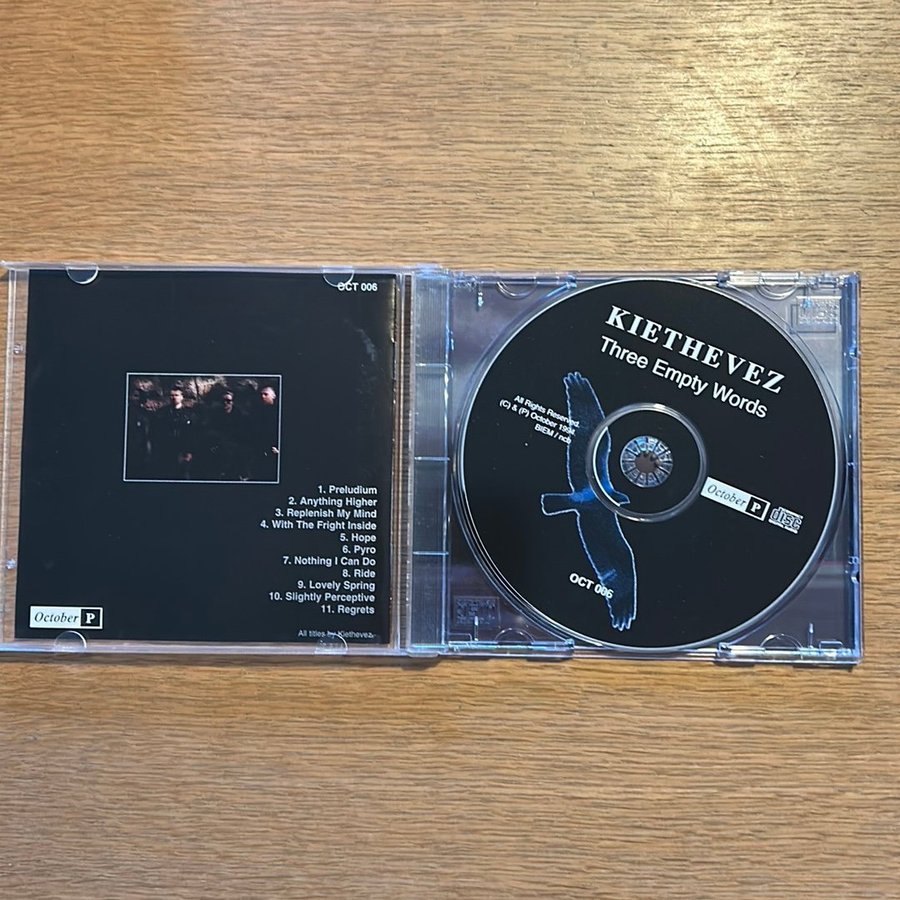 OCT 006
1. Preludium
2. Anything Higher
3. Replenish My Mind
4. With The Fright Inside
5. Hope
6. Pyro
7. Nothing I Can Do
8. Ride
9. Lovely Spring
10. Slightly Perceptive
11. Regrets
October P
All titles by Kiethevez.
KIETHEVEZ
Three Empty Words
All Rights Reserved.
(C) & (P) October 1994.
BIEM / ncb
October P
disc
OCT 006